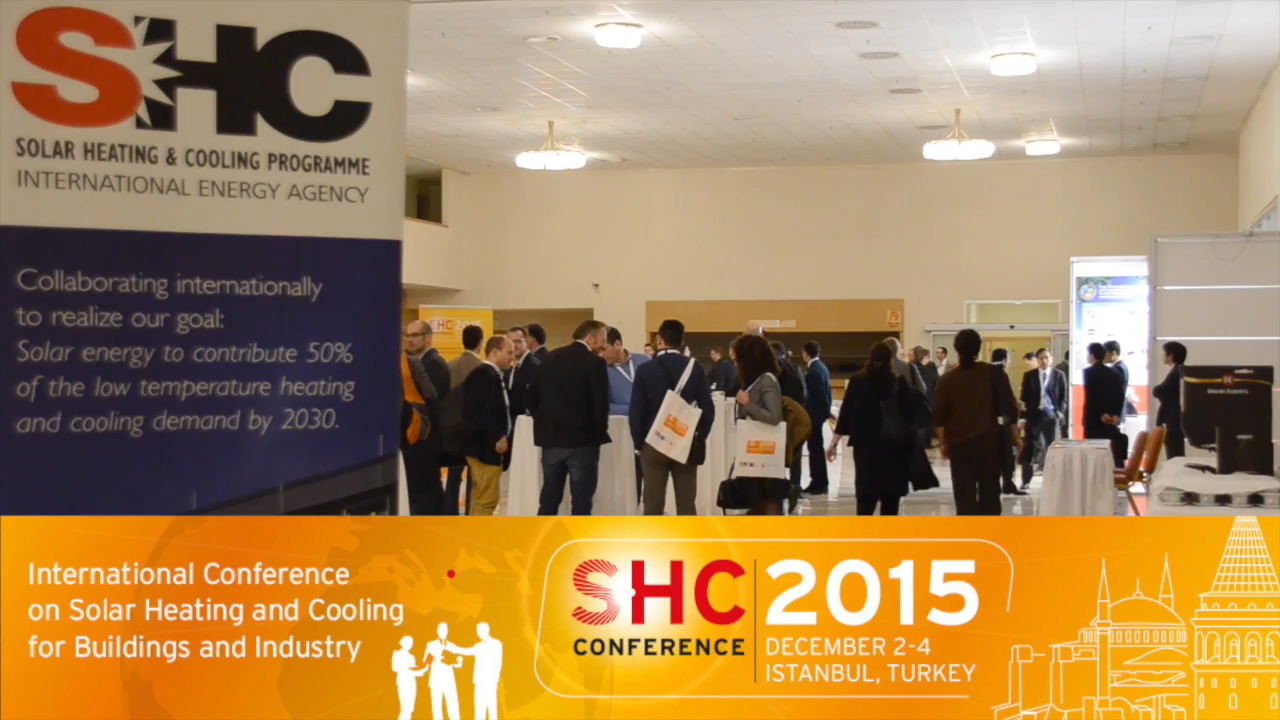 SHC
SOLAR HEATING & COOLING PROGRAMME
INTERNATIONAL ENERGY AGENCY
Collaborating internationally
to realize our goal:
Solar energy to contribute 50%
of the low temperature heating
and cooling demand by 2030.
SHC 2015
International Conference
on Solar Heating and Cooling
for Buildings and Industry
SHC
CONFERENCE
2015
DECEMBER 2-4
ISTANBUL, TURKEY